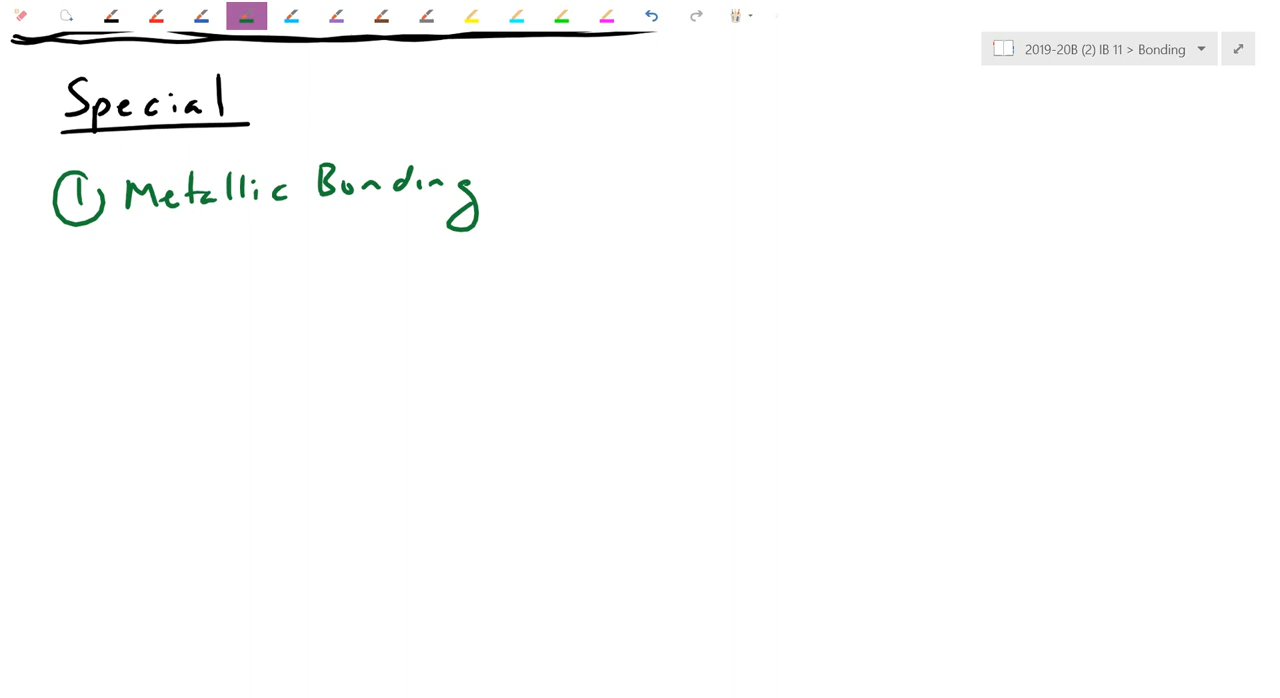 2019-20B (2) IB 11 > Bonding
Special
① Metallic Bonding